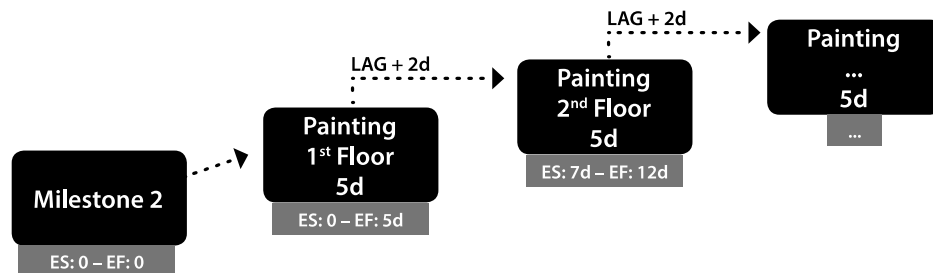 Milestone 2
ES: 0 – EF: 0
Painting
1st Floor
5d
ES: 0 – EF: 5d
LAG + 2d
Painting
2nd Floor
5d
ES: 7d – EF: 12d
LAG + 2d
Painting
...
5d
...